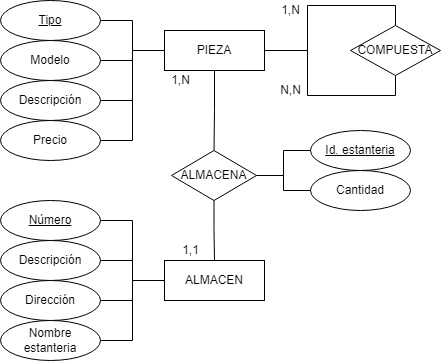 Tipo
Modelo
Descripción
Precio
PIEZA
1,N
COMPUESTA
N,N
1,N
ALMACENA
Id. estanteria
Cantidad
1,1
Número
Descripción
Dirección
Nombre
estanteria
ALMACEN